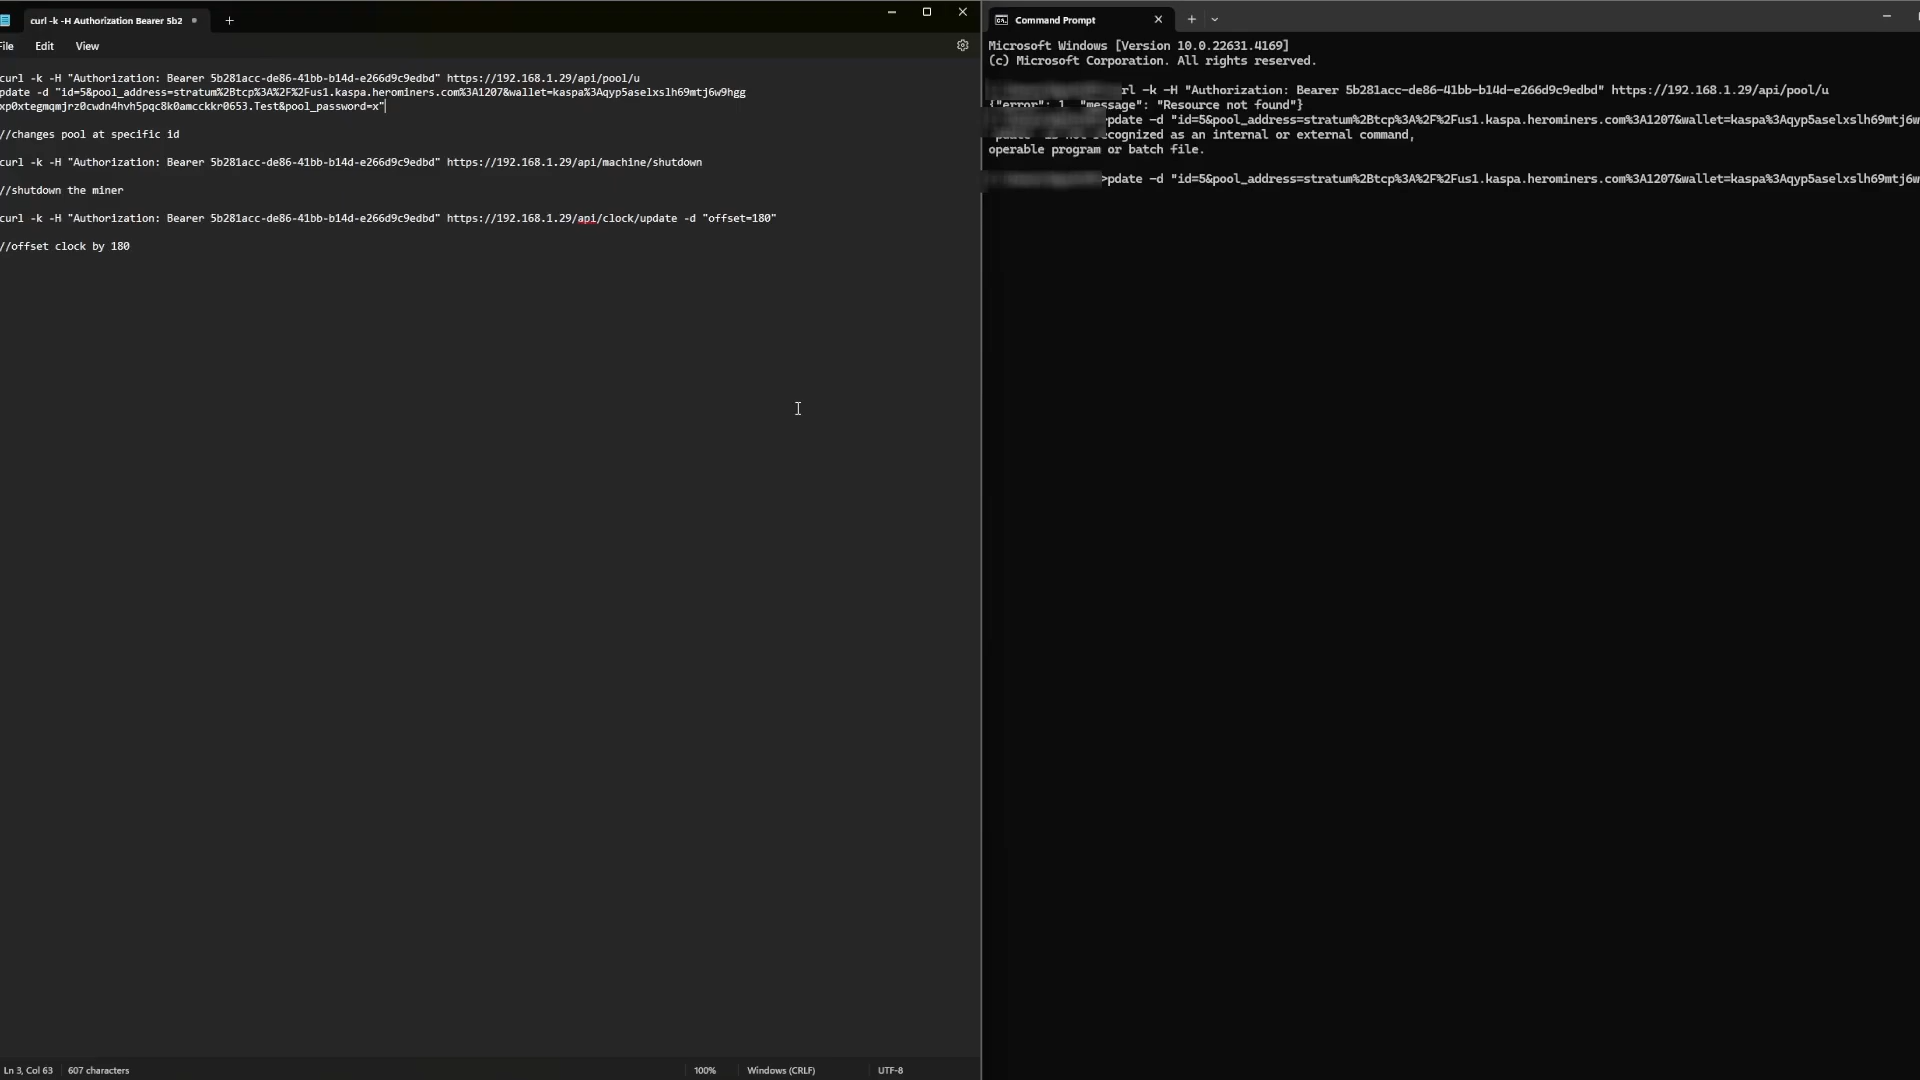 curl -k -H Authorization Bearer 5b2
File Edit View
curl -k -H "Authorization: Bearer 5b281acc-de86-41bb-b14d-e266d9c9edbd" https://192.168.1.29/api/pool/u
pdate -d "id=5&pool_address=stratum%2Btcp%3A%2F%2Fus1.kaspa.herominers.com%3A1207&wallet=kaspa%3Aqyp5aselxslh69mtj6w9hgg
xp0xtegmqmjrz0cwdn4hvh5pqc8k0amcckkr0653.Test&pool_password=x"
//changes pool at specific id
curl -k -H "Authorization: Bearer 5b281acc-de86-41bb-b14d-e266d9c9edbd" https://192.168.1.29/api/machine/shutdown
//shutdown the miner
curl -k -H "Authorization: Bearer 5b281acc-de86-41bb-b14d-e266d9c9edbd" https://192.168.1.29/api/clock/update -d "offset=180"
//offset clock by 180
Ln 3, Col 63 607 characters 100% Windows (CRLF) UTF-8
Command Prompt
Microsoft Windows [Version 10.0.22631.4169]
(c) Microsoft Corporation. All rights reserved.
rl -k -H "Authorization: Bearer 5b281acc-de86-41bb-b14d-e266d9c9edbd" https://192.168.1.29/api/pool/u
{"error": 1, "message": "Resource not found"}
pdate -d "id=5&pool_address=stratum%2Btcp%3A%2F%2Fus1.kaspa.herominers.com%3A1207&wallet=kaspa%3Aqyp5aselxslh69mtj6w
recognized as an internal or external command,
operable program or batch file.
>pdate -d "id=5&pool_address=stratum%2Btcp%3A%2F%2Fus1.kaspa.herominers.com%3A1207&wallet=kaspa%3Aqyp5aselxslh69mtj6w